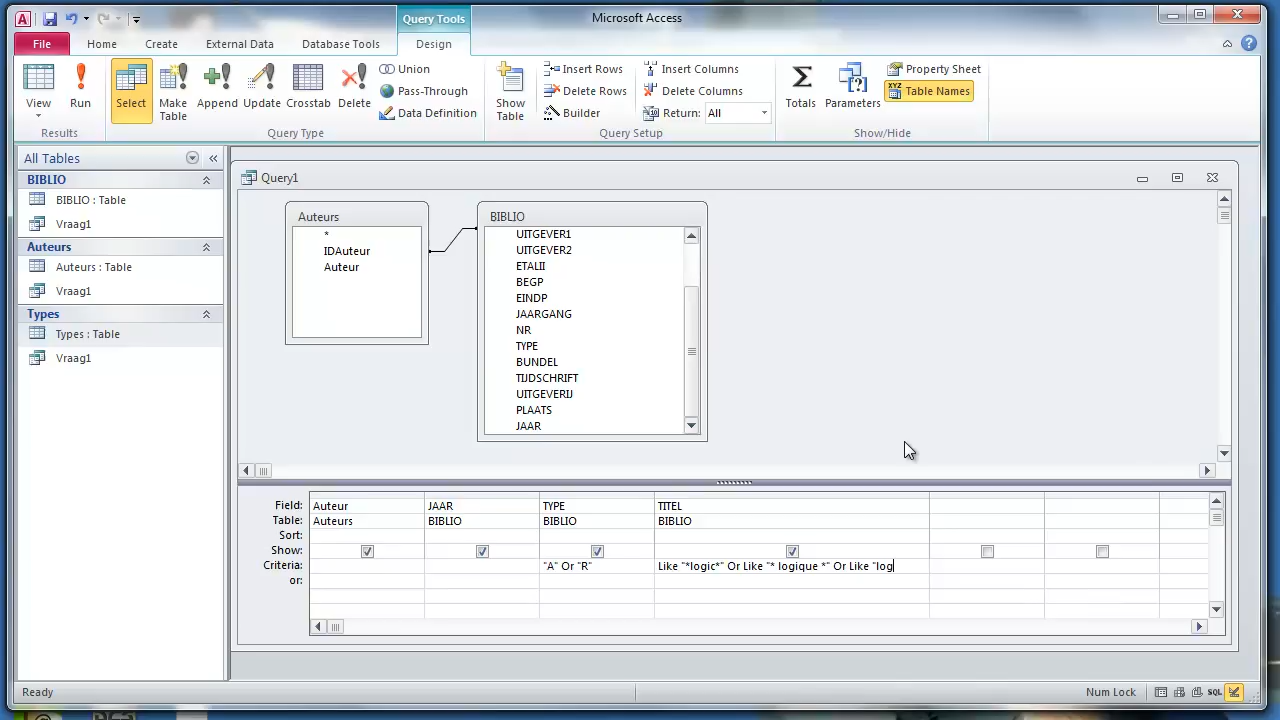 Query Tools
Microsoft Access
File
Home
Create
External Data
Database Tools
Design
View
Run
Select
Make
Table
Append
Update
Crosstab
Delete
Union
Pass-Through
Data Definition
Show
Table
Insert Rows
Delete Rows
Builder
Insert Columns
Delete Columns
Return: All
Totals
Parameters
Property Sheet
XYZ
Table Names
Results
Query Type
Query Setup
Show/Hide
All Tables
BIBLIO
BIBLIO : Table
Vraag1
Auteurs
Auteurs : Table
Vraag1
Types
Types : Table
Vraag1
Query1
Auteurs
*
IDAuteur
Auteur
BIBLIO
UITGEVER1
UITGEVER2
ETALII
BEGP
EINDP
JAARGANG
NR
TYPE
BUNDEL
TIJDSCHRIFT
UITGEVERIJ
PLAATS
JAAR
Field: Auteur JAAR TYPE TITEL
Table: Auteurs BIBLIO BIBLIO BIBLIO
Sort:
Show:
Criteria: "A" Or "R" Like "*logic*" Or Like "* logique *" Or Like "log
or:
Ready
Num Lock
SQL